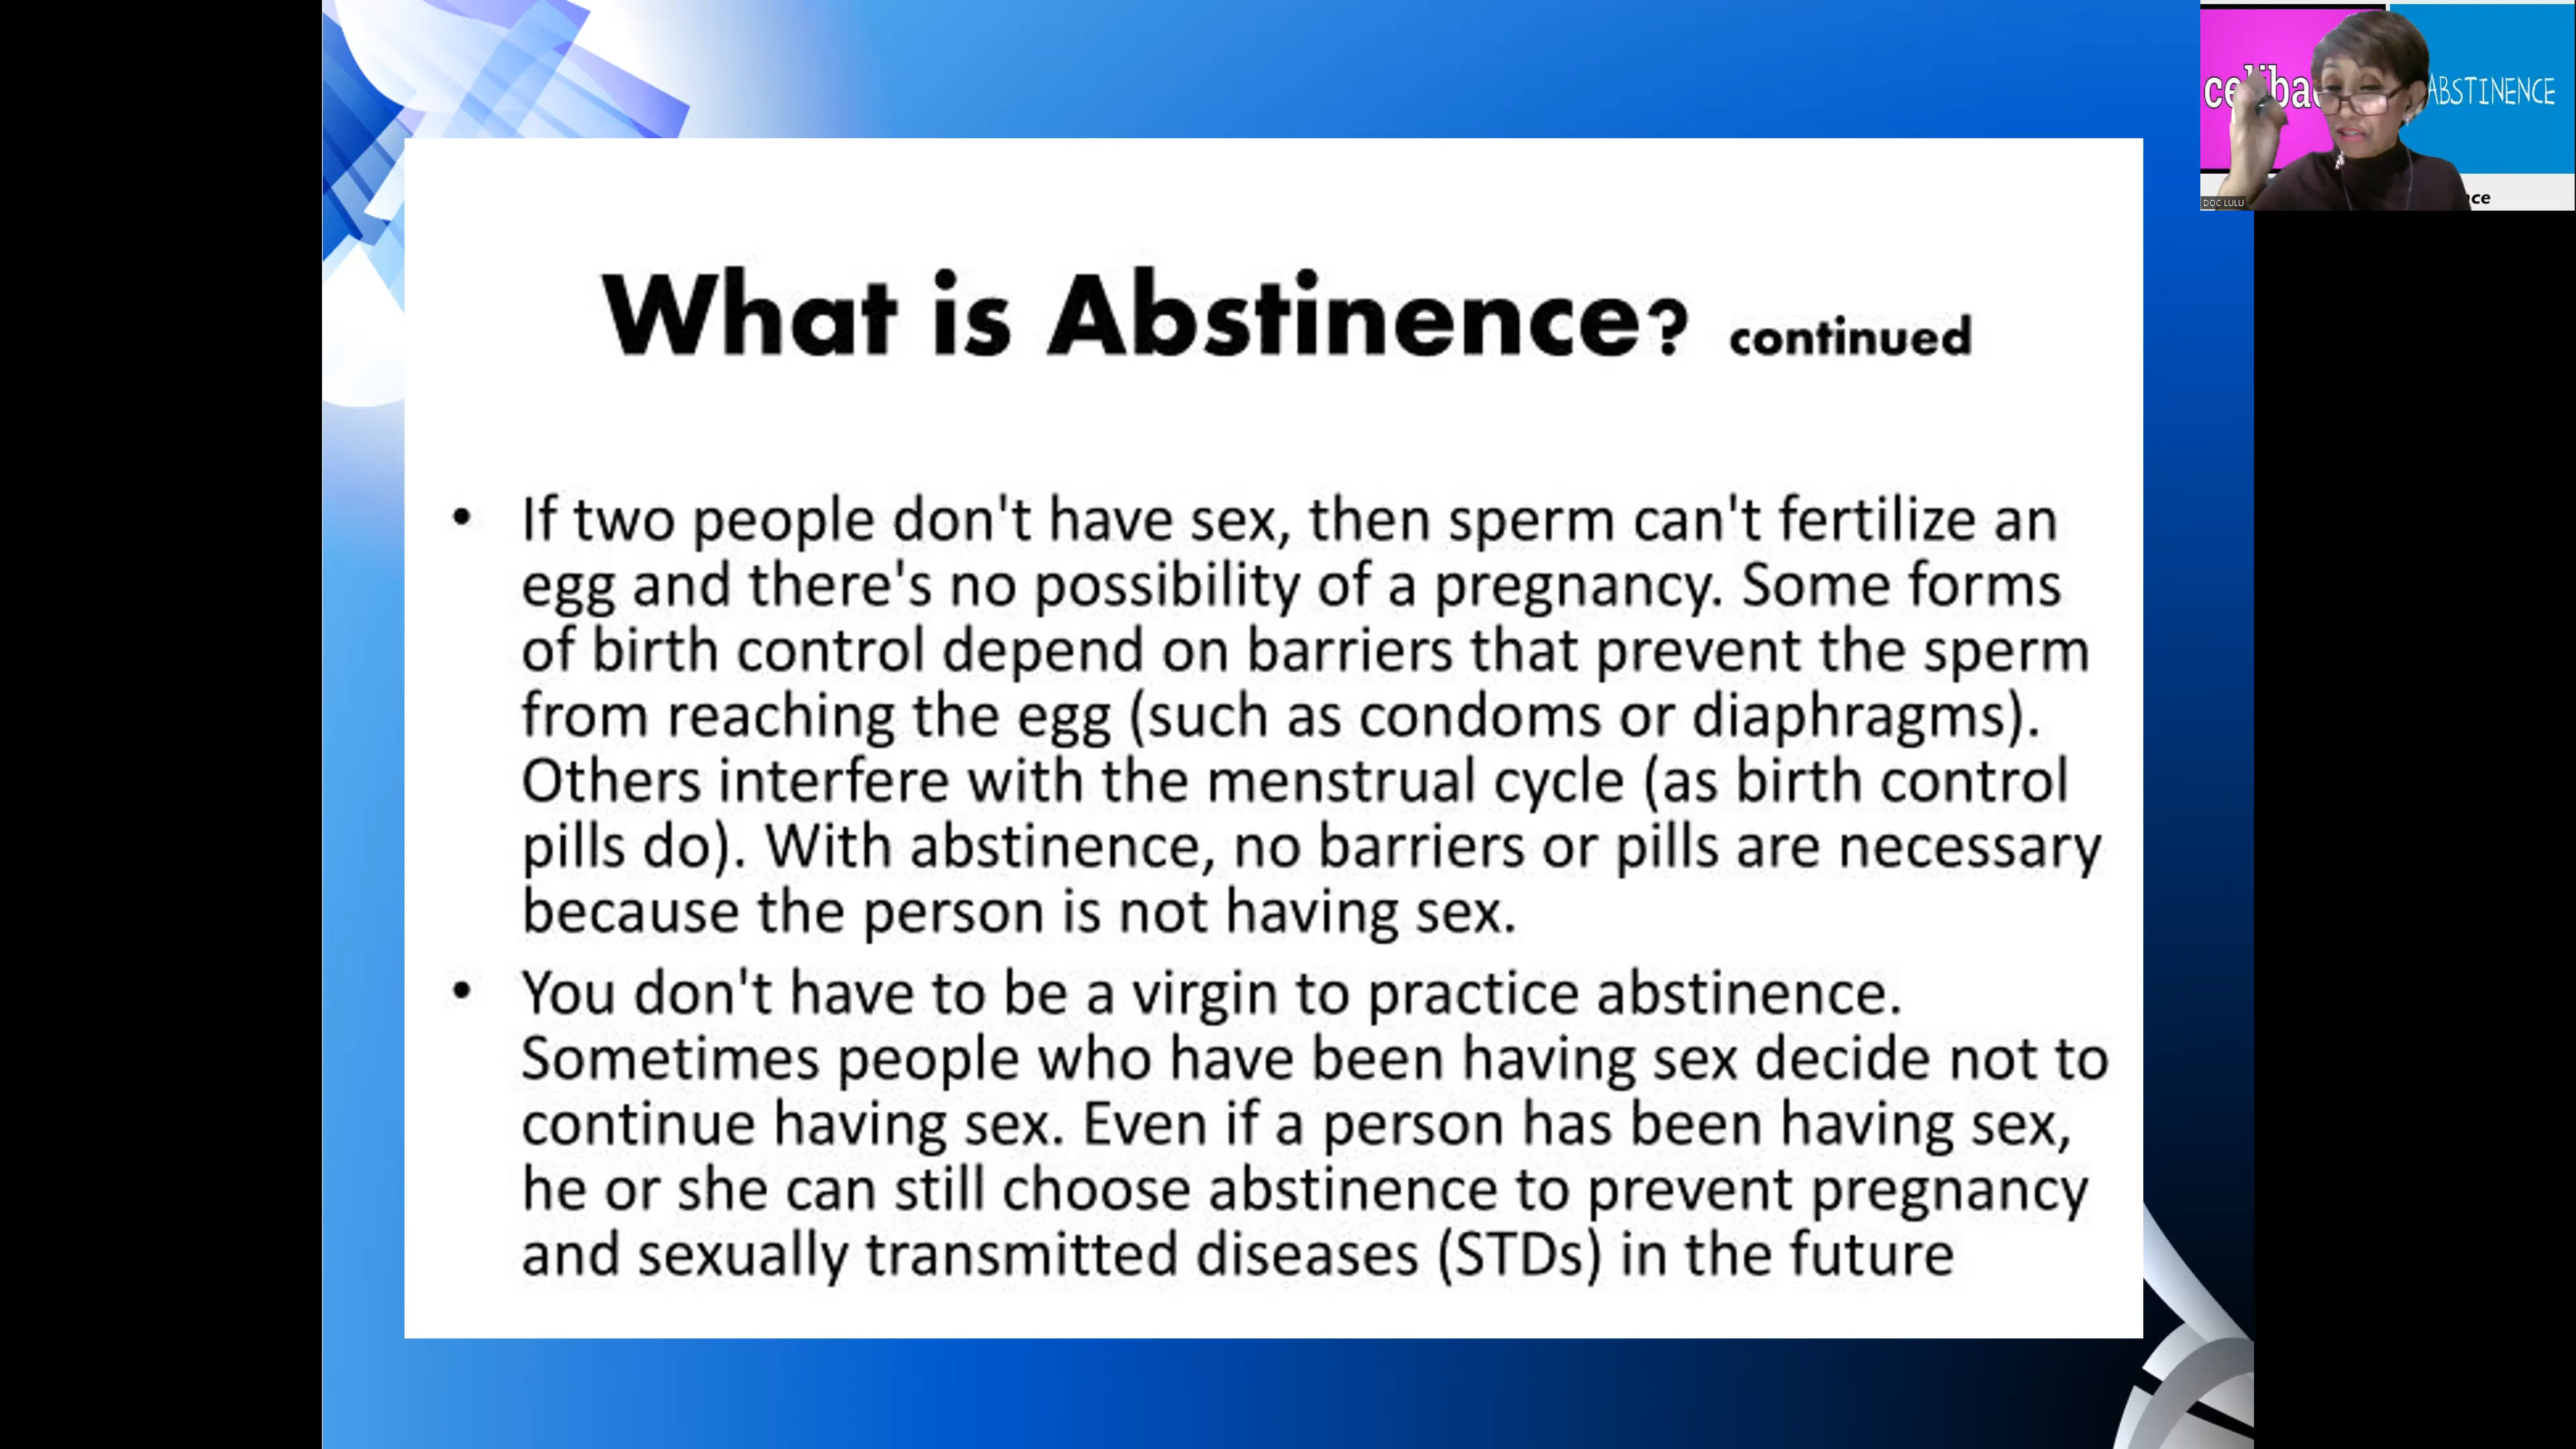 What is Abstinence? continued
• If two people don't have sex, then sperm can't fertilize an
egg and there's no possibility of a pregnancy. Some forms
of birth control depend on barriers that prevent the sperm
from reaching the egg (such as condoms or diaphragms).
Others interfere with the menstrual cycle (as birth control
pills do). With abstinence, no barriers or pills are necessary
because the person is not having sex.
• You don't have to be a virgin to practice abstinence.
Sometimes people who have been having sex decide not to
continue having sex. Even if a person has been having sex,
he or she can still choose abstinence to prevent pregnancy
and sexually transmitted diseases (STDs) in the future
ABSTINENCE
DOC LULU